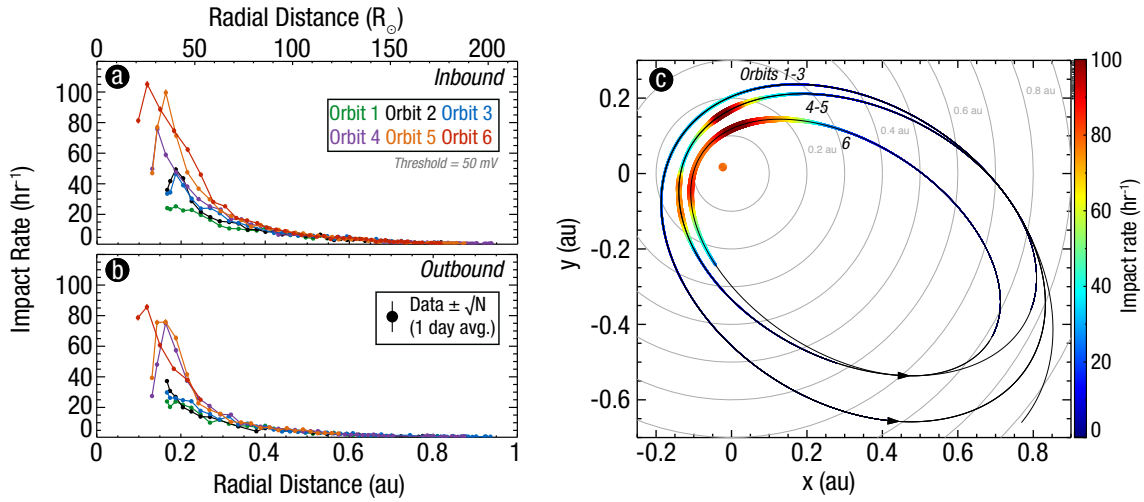 Radial Distance (R☉)
0 50 100 150 200
a
Inbound
Orbit 1 Orbit 2 Orbit 3
Orbit 4 Orbit 5 Orbit 6
Threshold = 50 mV
100
80
60
40
20
0
b
Outbound
Data ± √N
(1 day avg.)
100
80
60
40
20
0
Impact Rate (hr⁻¹)
0 0.2 0.4 0.6 0.8 1
Radial Distance (au)
c
Orbits 1-3
4-5
6
0.2 au
0.4 au
0.6 au
0.8 au
0.2
0
-0.2
-0.4
-0.6
y (au)
-0.2 0 0.2 0.4 0.6 0.8
x (au)
100
80
60
40
20
0
Impact rate (hr⁻¹)